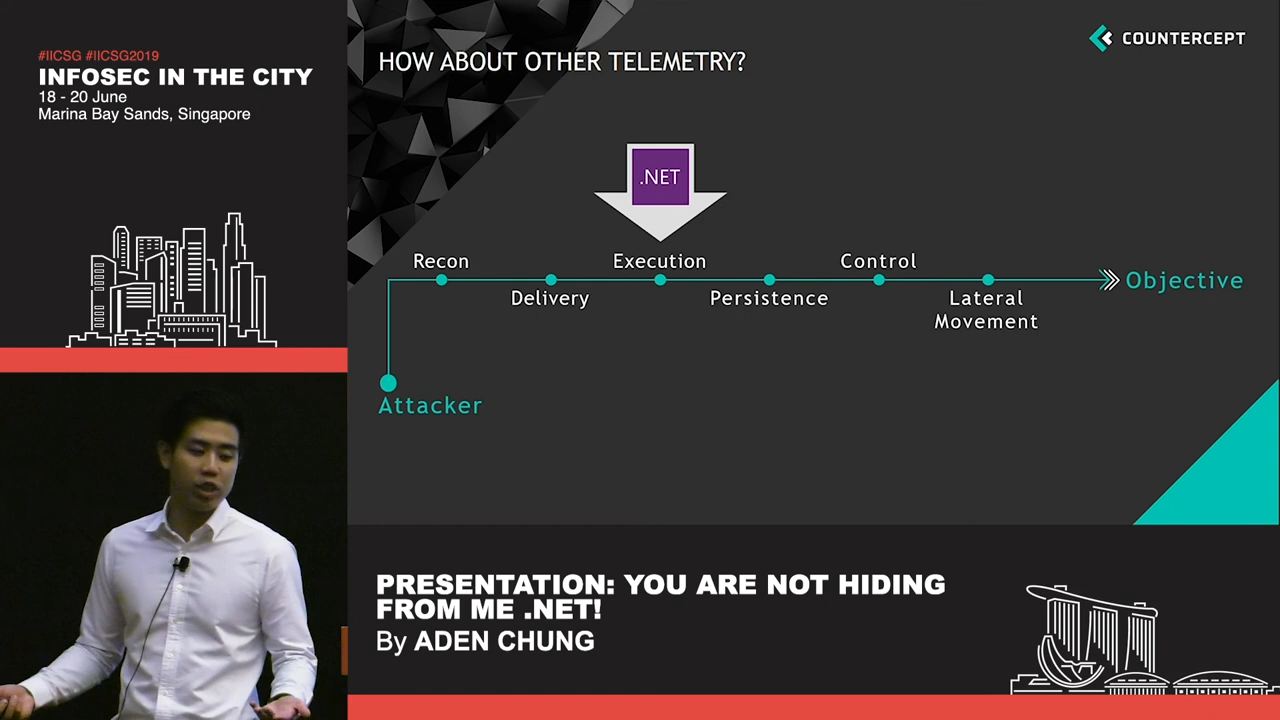 #IICSG #IICSG2019
INFOSEC IN THE CITY
18 - 20 June
Marina Bay Sands, Singapore
HOW ABOUT OTHER TELEMETRY?
COUNTERCEPT
.NET
Recon
Execution
Control
Delivery
Persistence
Lateral
Movement
Objective
Attacker
PRESENTATION: YOU ARE NOT HIDING
FROM ME .NET!
By ADEN CHUNG